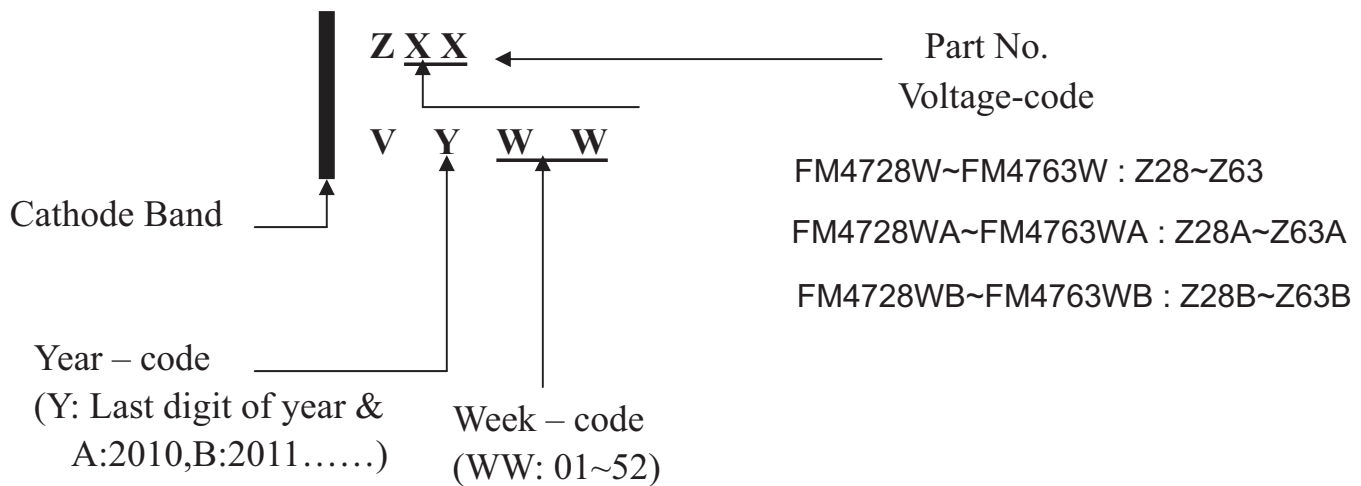 Z X X
Part No.
Voltage-code
V Y W W
FM4728W~FM4763W : Z28~Z63
Cathode Band
FM4728WA~FM4763WA : Z28A~Z63A
FM4728WB~FM4763WB : Z28B~Z63B
Year – code
(Y: Last digit of year &
A:2010,B:2011……)
Week – code
(WW: 01~52)